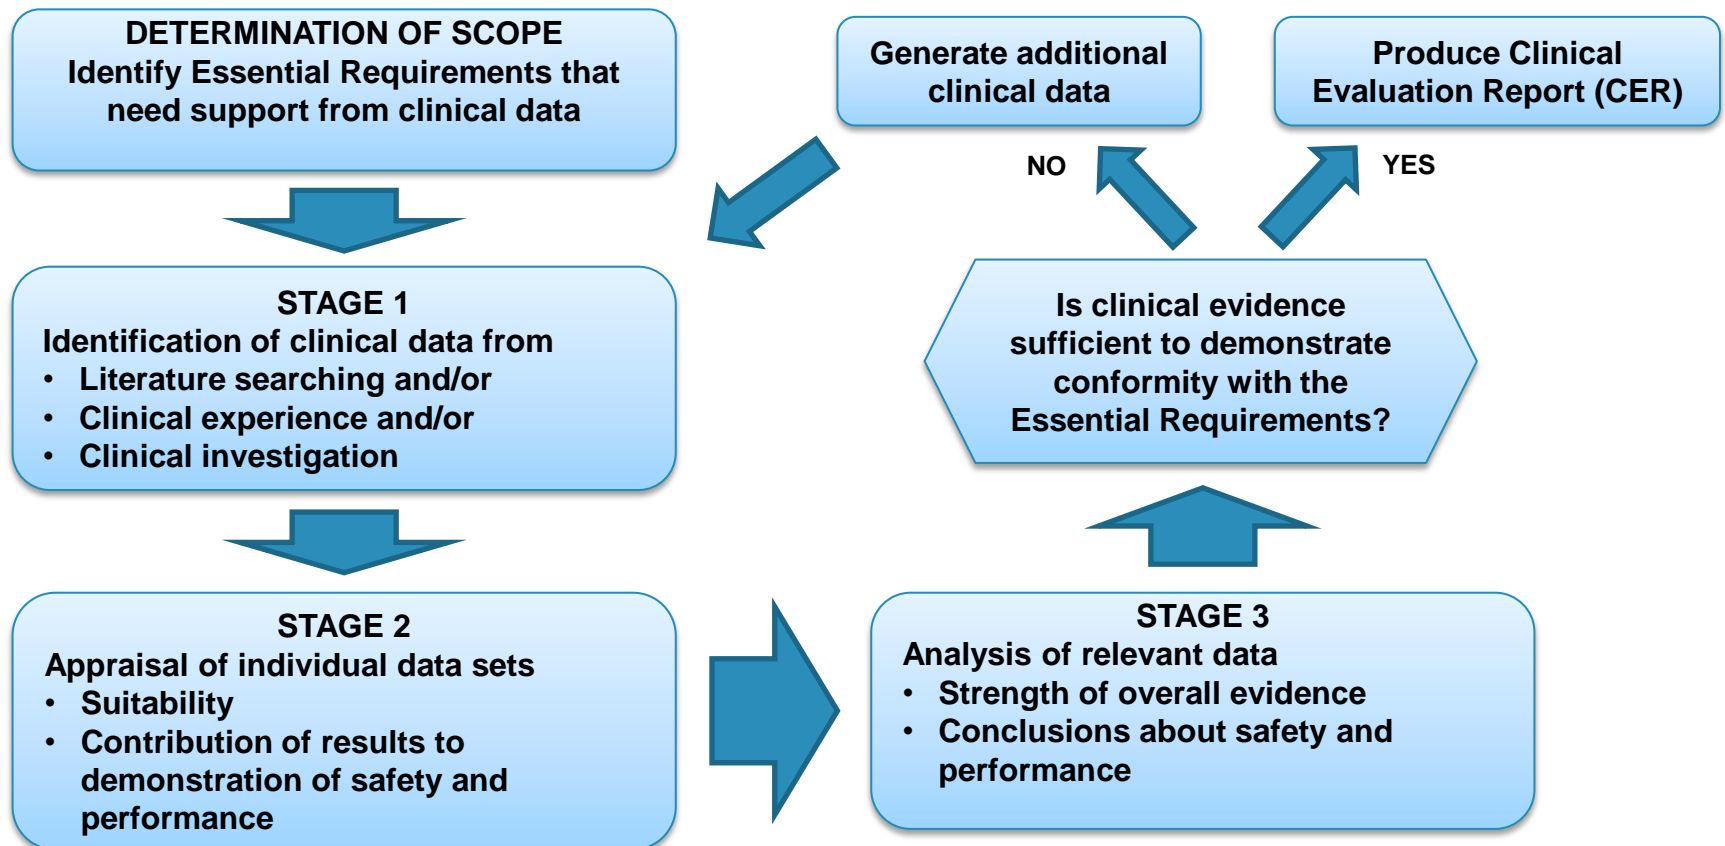 DETERMINATION OF SCOPE
Identify Essential Requirements that
need support from clinical data
STAGE 1
Identification of clinical data from
• Literature searching and/or
• Clinical experience and/or
• Clinical investigation
STAGE 2
Appraisal of individual data sets
• Suitability
• Contribution of results to
demonstration of safety and
performance
STAGE 3
Analysis of relevant data
• Strength of overall evidence
• Conclusions about safety and
performance
Is clinical evidence
sufficient to demonstrate
conformity with the
Essential Requirements?
NO
YES
Generate additional
clinical data
Produce Clinical
Evaluation Report (CER)